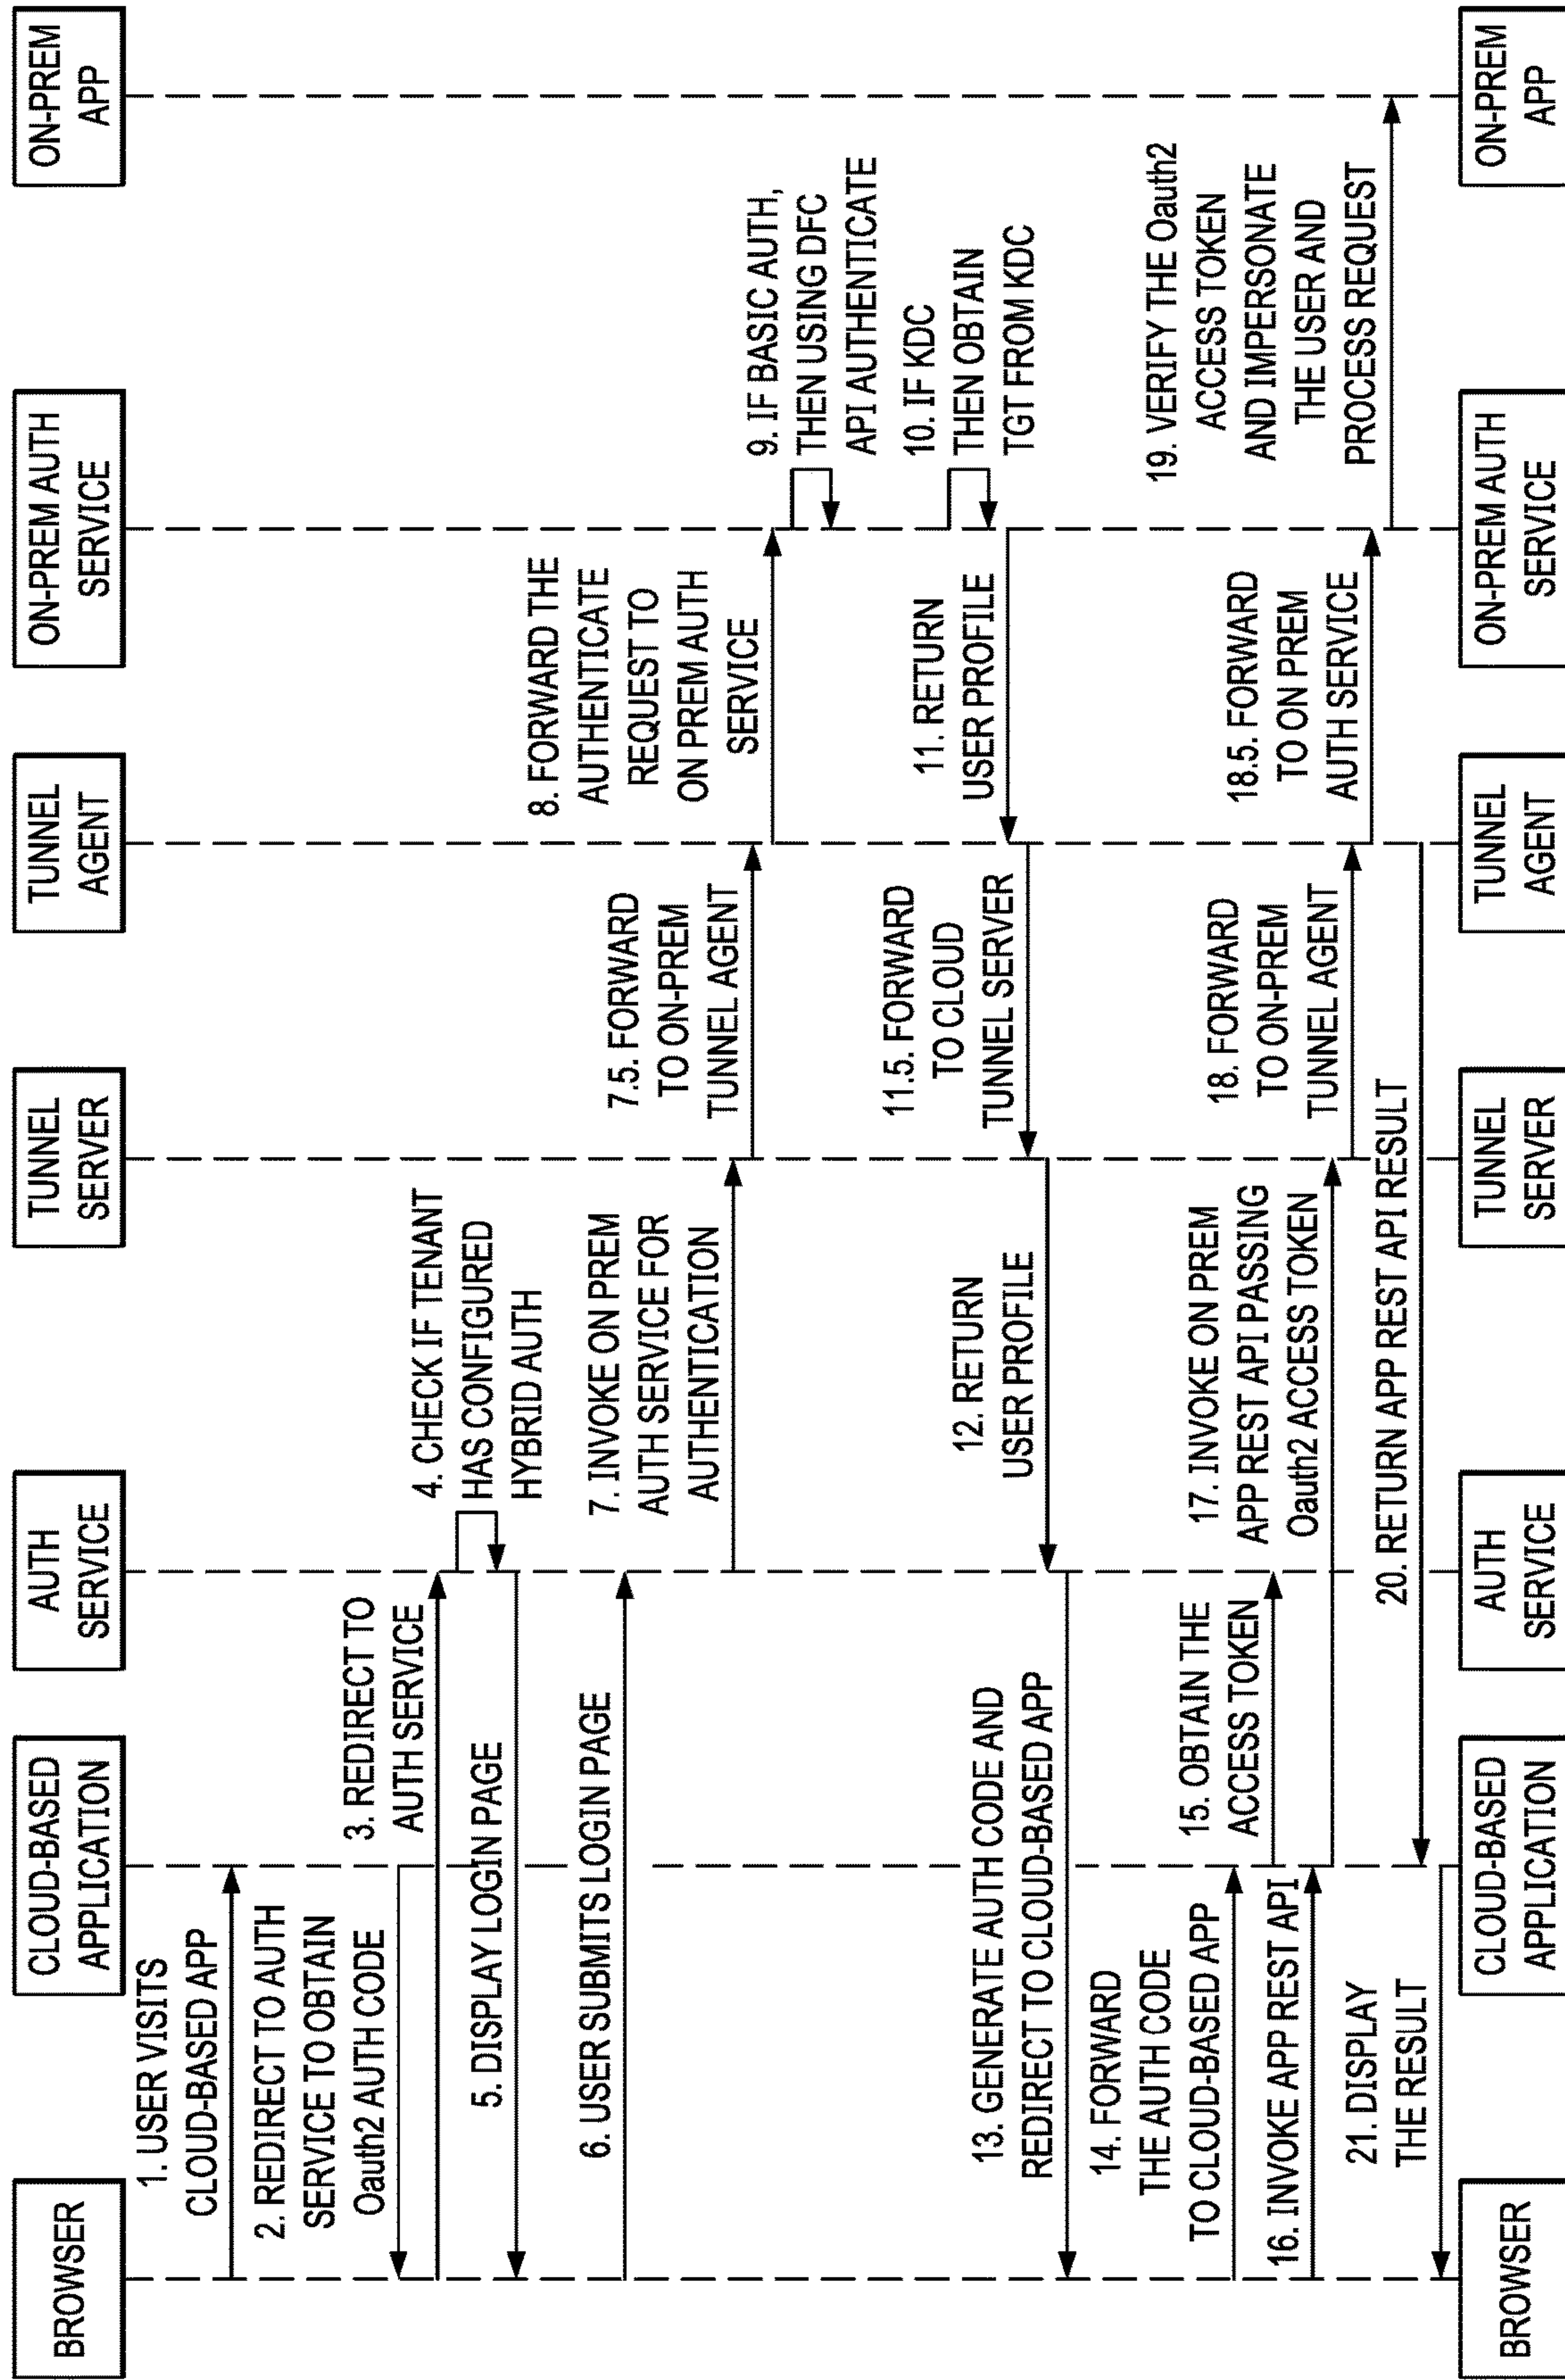 BROWSER
CLOUD-BASED
APPLICATION
AUTH
SERVICE
TUNNEL
SERVER
TUNNEL
AGENT
ON-PREM AUTH
SERVICE
ON-PREM
APP
1. USER VISITS
CLOUD-BASED APP
2. REDIRECT TO AUTH
SERVICE TO OBTAIN
Oauth2 AUTH CODE
3. REDIRECT TO
AUTH SERVICE
4. CHECK IF TENANT
HAS CONFIGURED
HYBRID AUTH
5. DISPLAY LOGIN PAGE
6. USER SUBMITS LOGIN PAGE
7. INVOKE ON PREM
AUTH SERVICE FOR
AUTHENTICATION
7.5. FORWARD
TO ON-PREM
TUNNEL AGENT
8. FORWARD THE
AUTHENTICATE
REQUEST TO
ON PREM AUTH
SERVICE
9. IF BASIC AUTH,
THEN USING DFC
API AUTHENTICATE
10. IF KDC
THEN OBTAIN
TGT FROM KDC
11. RETURN
USER PROFILE
11.5. FORWARD
TO CLOUD
TUNNEL SERVER
12. RETURN
USER PROFILE
13. GENERATE AUTH CODE AND
REDIRECT TO CLOUD-BASED APP
14. FORWARD
THE AUTH CODE
TO CLOUD-BASED APP
15. OBTAIN THE
ACCESS TOKEN
16. INVOKE APP REST API
17. INVOKE ON PREM
APP REST API PASSING
Oauth2 ACCESS TOKEN
18. FORWARD
TO ON-PREM
TUNNEL AGENT
18.5. FORWARD
TO ON PREM
AUTH SERVICE
19. VERIFY THE Oauth2
ACCESS TOKEN
AND IMPERSONATE
THE USER AND
PROCESS REQUEST
20. RETURN APP REST API RESULT
21. DISPLAY
THE RESULT
BROWSER
CLOUD-BASED
APPLICATION
AUTH
SERVICE
TUNNEL
SERVER
TUNNEL
AGENT
ON-PREM AUTH
SERVICE
ON-PREM
APP